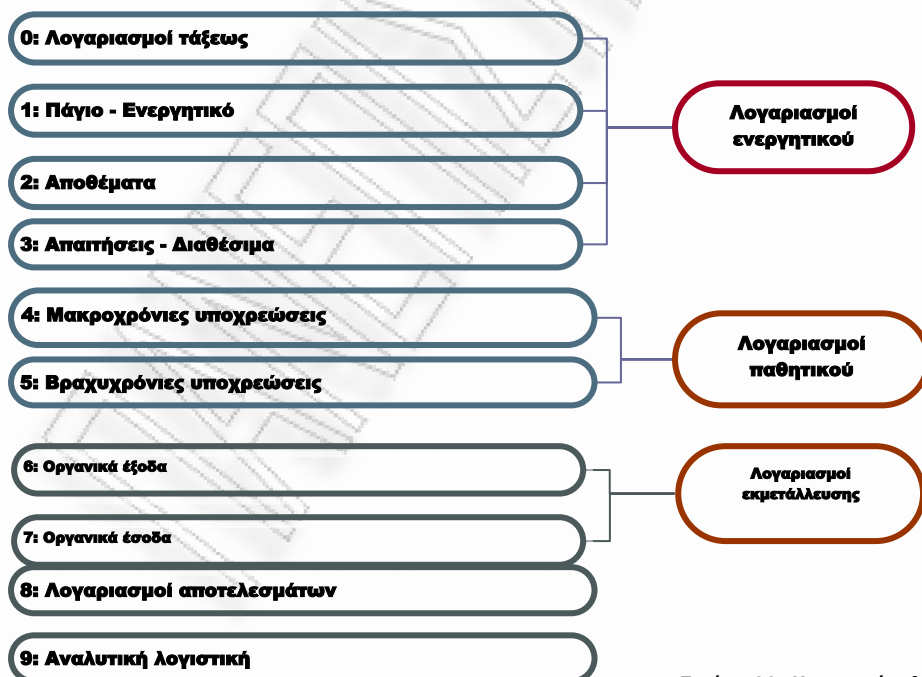 0: Λογαριασμοί τάξεως
1: Πάγιο - Ενεργητικό
2: Αποθέματα
3: Απαιτήσεις - Διαθέσιμα
Λογαριασμοί
ενεργητικού
4: Μακροχρόνιες υποχρεώσεις
5: Βραχυχρόνιες υποχρεώσεις
Λογαριασμοί
παθητικού
6: Οργανικά έξοδα
7: Οργανικά έσοδα
Λογαριασμοί
εκμετάλλευσης
8: Λογαριασμοί αποτελεσμάτων
9: Αναλυτική λογιστική